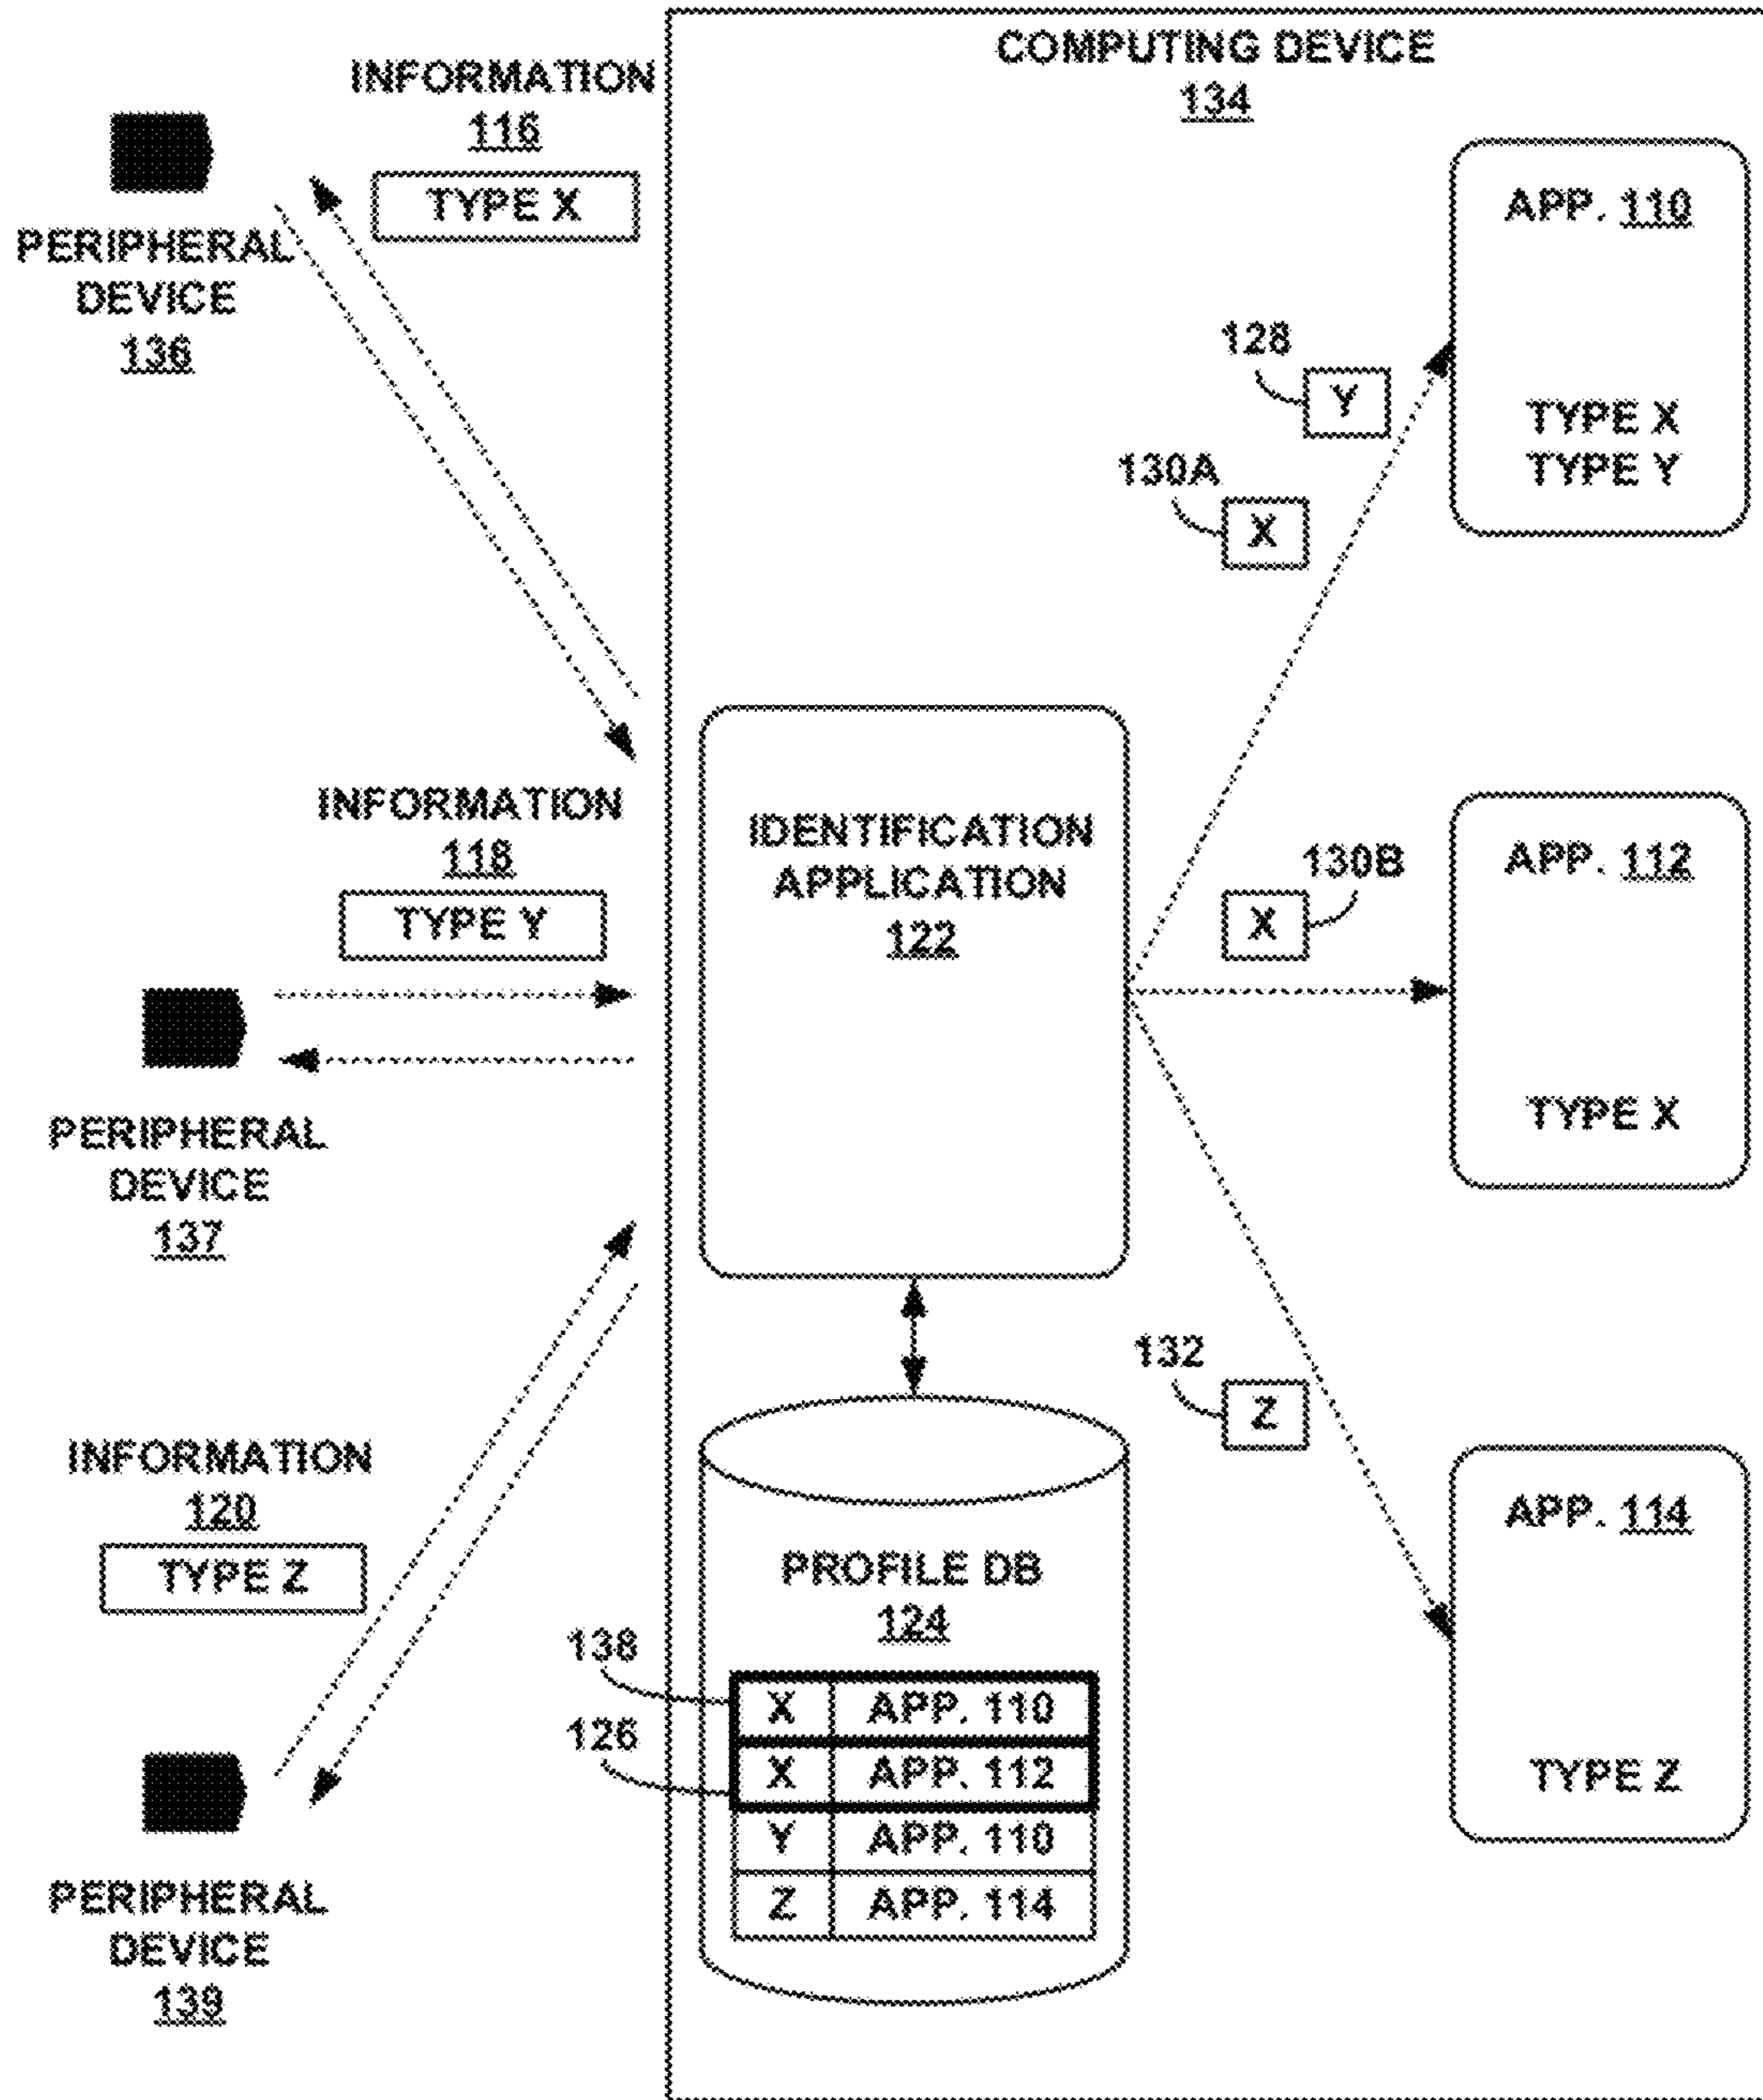 COMPUTING DEVICE
134
INFORMATION
116
TYPE X
PERIPHERAL
DEVICE
136
APP. 110
TYPE X
TYPE Y
128
Y
130A
X
INFORMATION
118
TYPE Y
PERIPHERAL
DEVICE
137
IDENTIFICATION
APPLICATION
122
130B
X
APP. 112
TYPE X
132
Z
INFORMATION
120
TYPE Z
PERIPHERAL
DEVICE
139
PROFILE DB
124
138
126
X APP. 110
X APP. 112
Y APP. 110
Z APP. 114
APP. 114
TYPE Z